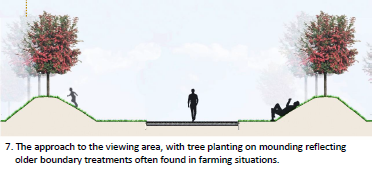 7. The approach to the viewing area, with tree planting on mounding reflecting
older boundary treatments often found in farming situations.